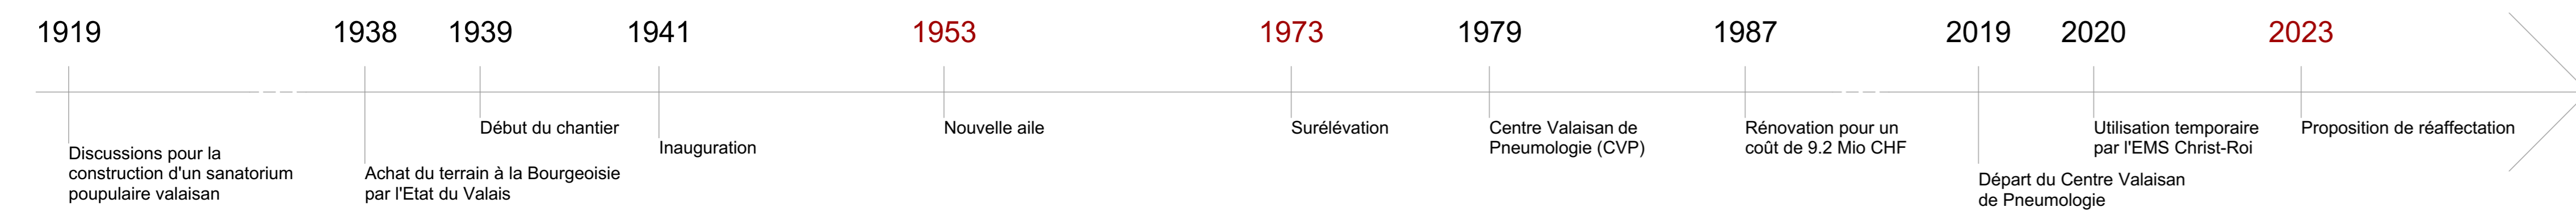 1919
1938
1939
1941
1953
1973
1979
1987
2019
2020
2023
Discussions pour la
construction d'un sanatorium
poupulaire valaisan
Achat du terrain à la Bourgeoisie
par l'Etat du Valais
Début du chantier
Inauguration
Nouvelle aile
Surélévation
Centre Valaisan de
Pneumologie (CVP)
Rénovation pour un
coût de 9.2 Mio CHF
Départ du Centre Valaisan
de Pneumologie
Utilisation temporaire
par l'EMS Christ-Roi
Proposition de réaffectation